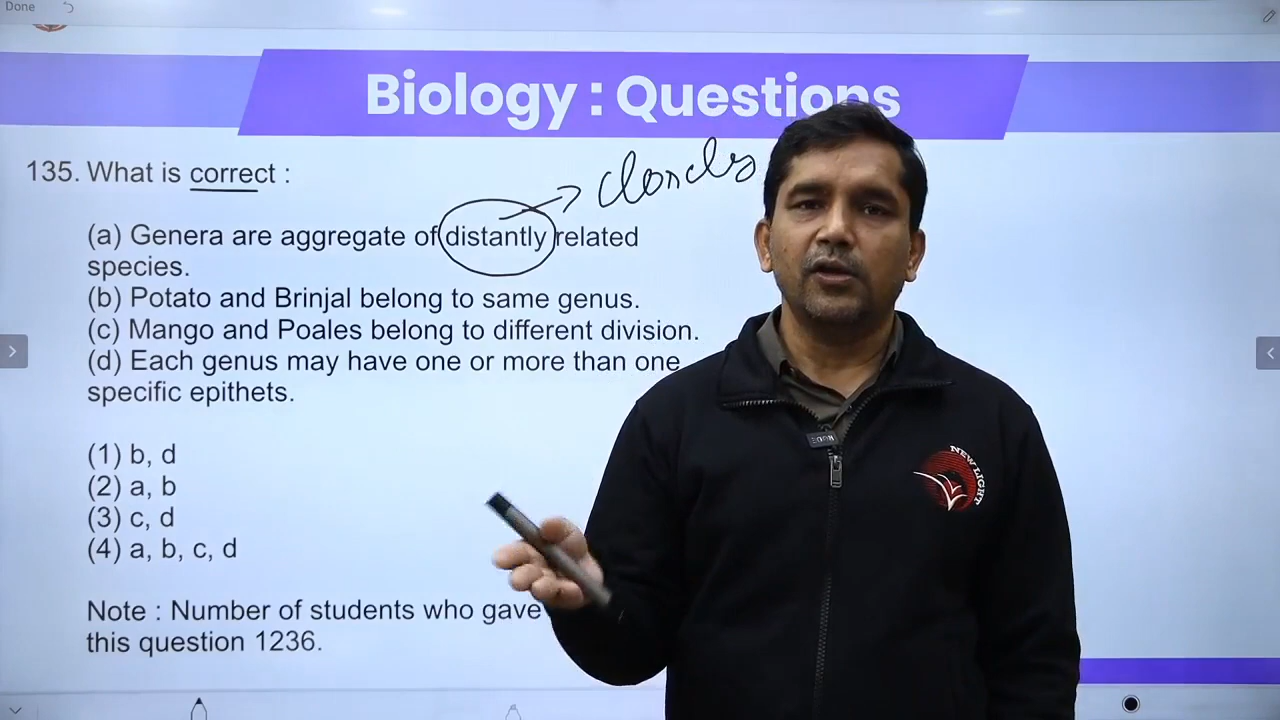 Done
Biology : Questions
135. What is correct :
closely
(a) Genera are aggregate of distantly related
species.
(b) Potato and Brinjal belong to same genus.
(c) Mango and Poales belong to different division.
(d) Each genus may have one or more than one
specific epithets.
(1) b, d
(2) a, b
(3) c, d
(4) a, b, c, d
NEW LIGHT
Note : Number of students who gave
this question 1236.